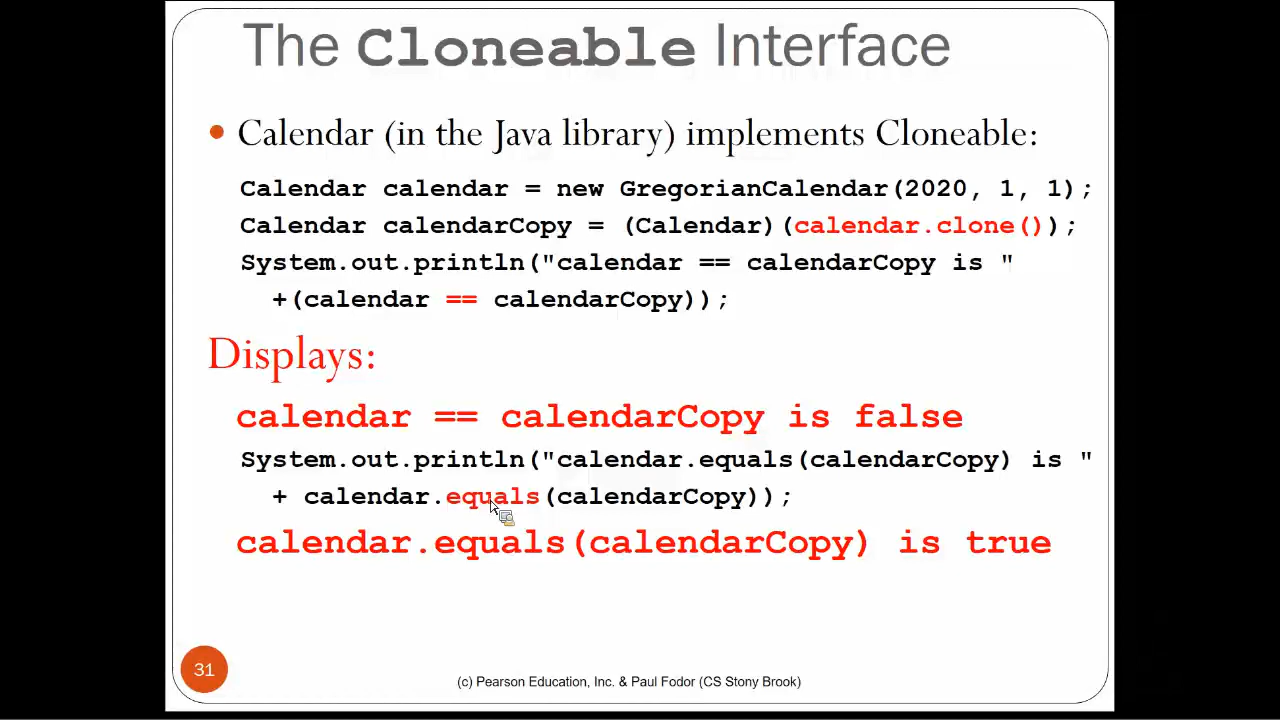 The Cloneable Interface
• Calendar (in the Java library) implements Cloneable:
Calendar calendar = new GregorianCalendar(2020, 1, 1);
Calendar calendarCopy = (Calendar)(calendar.clone());
System.out.println("calendar == calendarCopy is "
+(calendar == calendarCopy));
Displays:
calendar == calendarCopy is false
System.out.println("calendar.equals(calendarCopy) is "
+ calendar.equals(calendarCopy));
calendar.equals(calendarCopy) is true
31
(c) Pearson Education, Inc. & Paul Fodor (CS Stony Brook)